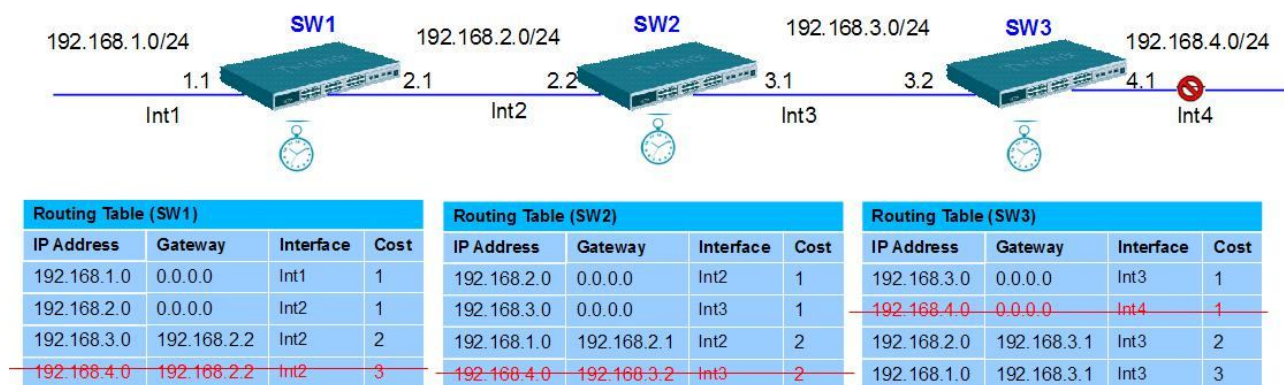 SW1
SW2
SW3
192.168.1.0/24
192.168.2.0/24
192.168.3.0/24
192.168.4.0/24
1.1
2.1
2.2
3.1
3.2
4.1
Int1
Int2
Int3
Int4
Routing Table (SW1)
IP Address Gateway Interface Cost
192.168.1.0 0.0.0.0 Int1 1
192.168.2.0 0.0.0.0 Int2 1
192.168.3.0 192.168.2.2 Int2 2
192.168.4.0 192.168.2.2 Int2 3
Routing Table (SW2)
IP Address Gateway Interface Cost
192.168.2.0 0.0.0.0 Int2 1
192.168.3.0 0.0.0.0 Int3 1
192.168.1.0 192.168.2.1 Int2 2
192.168.4.0 192.168.3.2 Int3 2
Routing Table (SW3)
IP Address Gateway Interface Cost
192.168.3.0 0.0.0.0 Int3 1
192.168.4.0 0.0.0.0 Int4 1
192.168.2.0 192.168.3.1 Int3 2
192.168.1.0 192.168.3.1 Int3 3